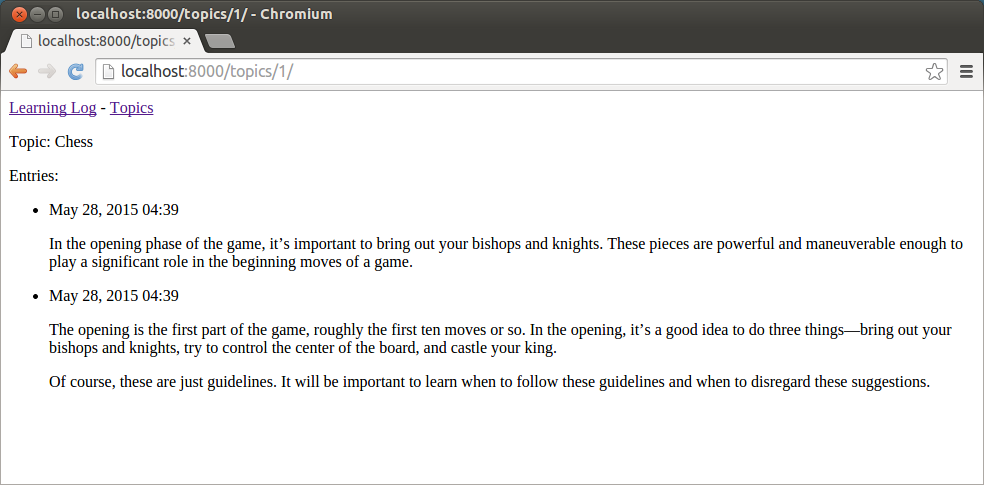 localhost:8000/topics/1/ - Chromium
localhost:8000/topics
localhost:8000/topics/1/
Learning Log - Topics
Topic: Chess
Entries:
May 28, 2015 04:39
In the opening phase of the game, it’s important to bring out your bishops and knights. These pieces are powerful and maneuverable enough to
play a significant role in the beginning moves of a game.
May 28, 2015 04:39
The opening is the first part of the game, roughly the first ten moves or so. In the opening, it’s a good idea to do three things—bring out your
bishops and knights, try to control the center of the board, and castle your king.
Of course, these are just guidelines. It will be important to learn when to follow these guidelines and when to disregard these suggestions.